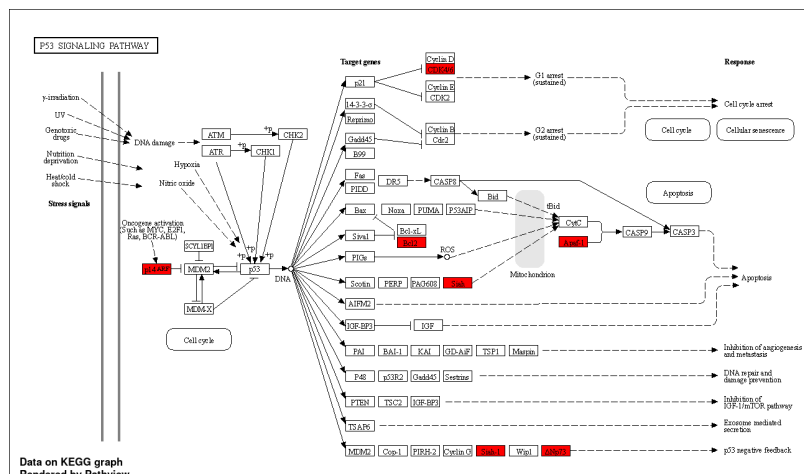 P53 SIGNALING PATHWAY
Target genes
Response
Cyclin D
CDK4/6
p21
G1 arrest
(sustained)
Cyclin E
CDK2
γ-irradiation
UV
Genotoxic
drugs
Nutrition
deprivation
Heat/cold
shock
Stress signals
DNA damage
ATM
+p
CHK2
ATR
+p
CHK1
Hypoxia
Nitric oxide
14-3-3-σ
Reprimo
Gadd45
B99
Cyclin B
Cdc2
G2 arrest
(sustained)
Cell cycle arrest
Cell cycle
Cellular senescence
Fas
PIDD
DR5
CASP8
Bid
tBid
Apoptosis
Bax
Noxa
PUMA
P53AIP
CytC
CASP9
CASP3
Siva1
Bcl-xL
Bcl2
Apaf-1
PIGs
ROS
Mitochondrion
Scotin
PERP
PAG608
Siah
Apoptosis
AIFM2
IGF-BP3
IGF
Oncogene activation
(Such as MYC, E2F1,
Ras, BCR-ABL)
SCYL1BP1
+p
+p
+p
p14ARF
MDM2
p53
DNA
MDM-X
Cell cycle
PAI
BAI-1
KAI
GD-AiF
TSP1
Maspin
Inhibition of angiogenesis
and metastasis
P48
p53R2
Gadd45
Sestrins
DNA repair and
damage prevention
PTEN
TSC2
IGF-BP3
Inhibition of
IGF-1/mTOR pathway
TSAP6
Exosome mediated
secretion
MDM2
Cop-1
PIRH-2
Cyclin G
Siah-1
Wip1
ΔNp73
p53 negative feedback
Data on KEGG graph
Rendered by Pathview